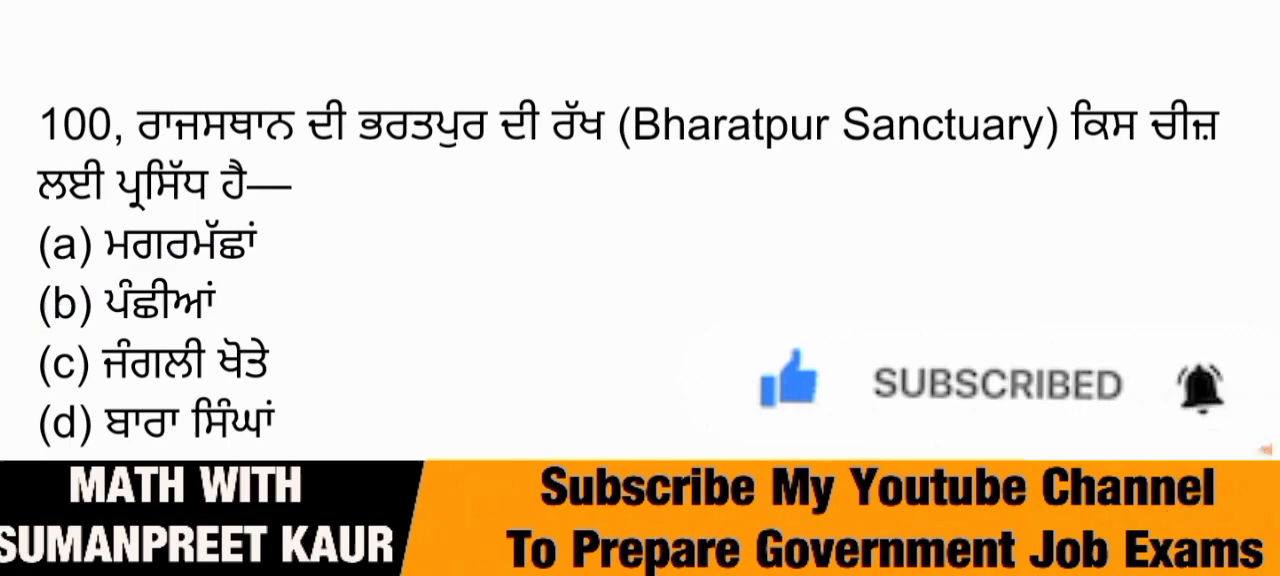 100, ਰਾਜਸਥਾਨ ਦੀ ਭਰਤਪੁਰ ਦੀ ਰੱਖ (Bharatpur Sanctuary) ਕਿਸ ਚੀਜ਼
ਲਈ ਪ੍ਰਸਿੱਧ ਹੈ—
(a) ਮਗਰਮੱਛਾਂ
(b) ਪੰਛੀਆਂ
(c) ਜੰਗਲੀ ਖੋਤੇ
(d) ਬਾਰਾ ਸਿੰਘਾਂ
SUBSCRIBED
MATH WITH
SUMANPREET KAUR
Subscribe My Youtube Channel
To Prepare Government Job Exams